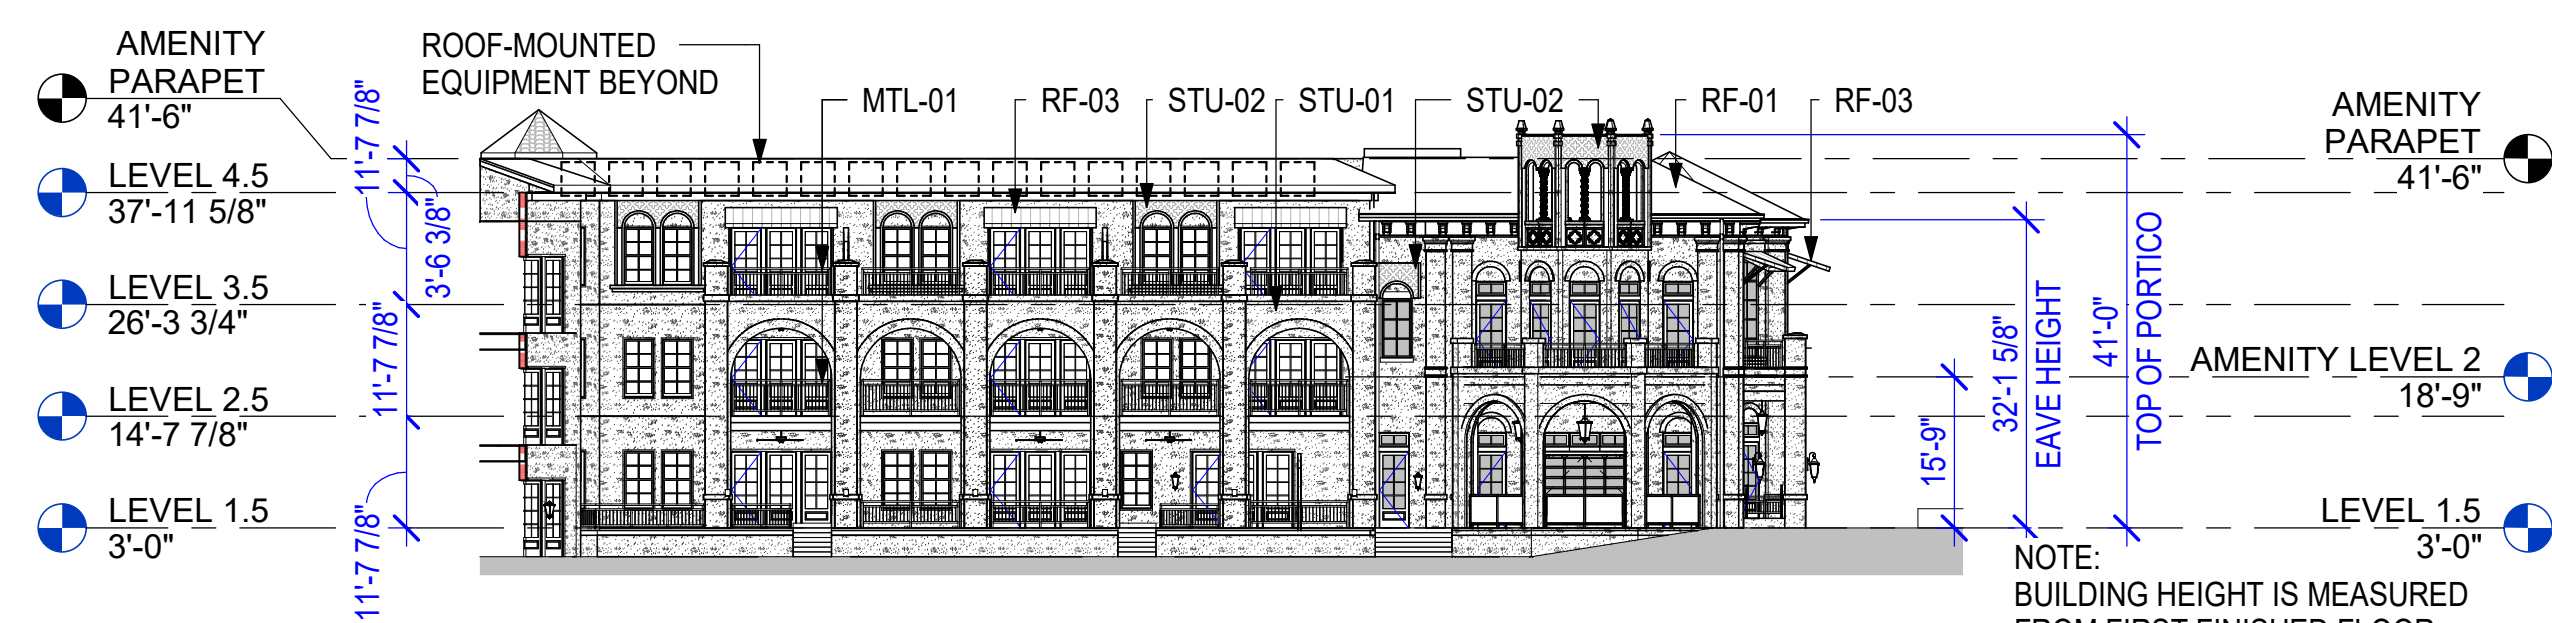 AMENITY
PARAPET
41'-6"
LEVEL 4.5
37'-11 5/8"
LEVEL 3.5
26'-3 3/4"
LEVEL 2.5
14'-7 7/8"
LEVEL 1.5
3'-0"
11'-7 7/8"
3'-6 3/8"
11'-7 7/8"
11'-7 7/8"
ROOF-MOUNTED
EQUIPMENT BEYOND
MTL-01
RF-03
STU-02
STU-01
STU-02
RF-01
RF-03
15'-9"
32'-1 5/8"
EAVE HEIGHT
41'-0"
TOP OF PORTICO
AMENITY
PARAPET
41'-6"
AMENITY LEVEL 2
18'-9"
LEVEL 1.5
3'-0"
NOTE:
BUILDING HEIGHT IS MEASURED
FROM FIRST FINISHED FLOOR